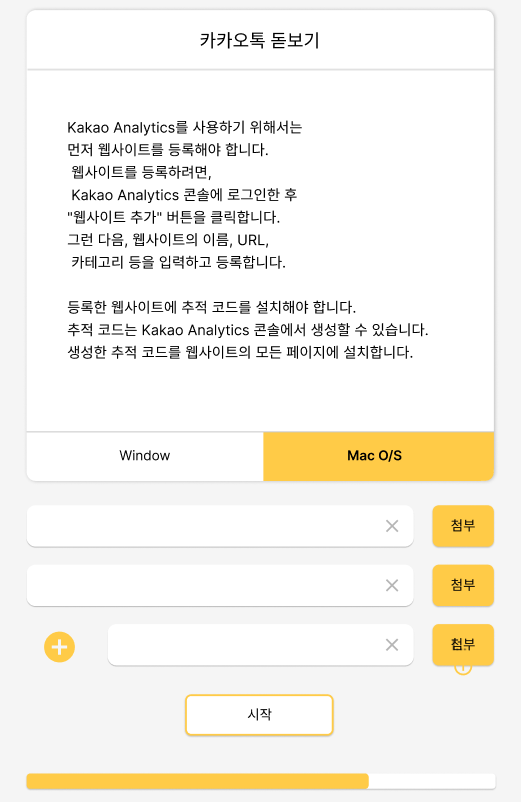 카카오톡 돋보기
Kakao Analytics를 사용하기 위해서는
먼저 웹사이트를 등록해야 합니다.
웹사이트를 등록하려면,
Kakao Analytics 콘솔에 로그인한 후
"웹사이트 추가" 버튼을 클릭합니다.
그런 다음, 웹사이트의 이름, URL,
카테고리 등을 입력하고 등록합니다.
등록한 웹사이트에 추적 코드를 설치해야 합니다.
추적 코드는 Kakao Analytics 콘솔에서 생성할 수 있습니다.
생성한 추적 코드를 웹사이트의 모든 페이지에 설치합니다.
Window Mac O/S
첨부
첨부
첨부
시작